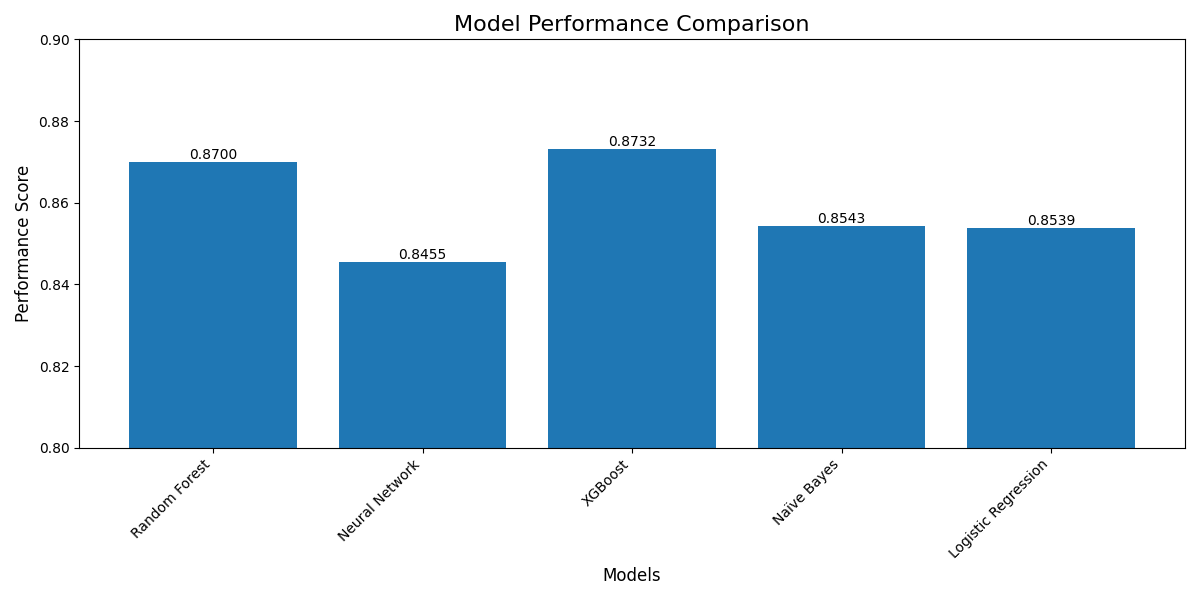 Model Performance Comparison
Performance Score
0.90
0.88
0.86
0.84
0.82
0.80
0.8700
0.8455
0.8732
0.8543
0.8539
Random Forest
Neural Network
XGBoost
Naïve Bayes
Logistic Regression
Models